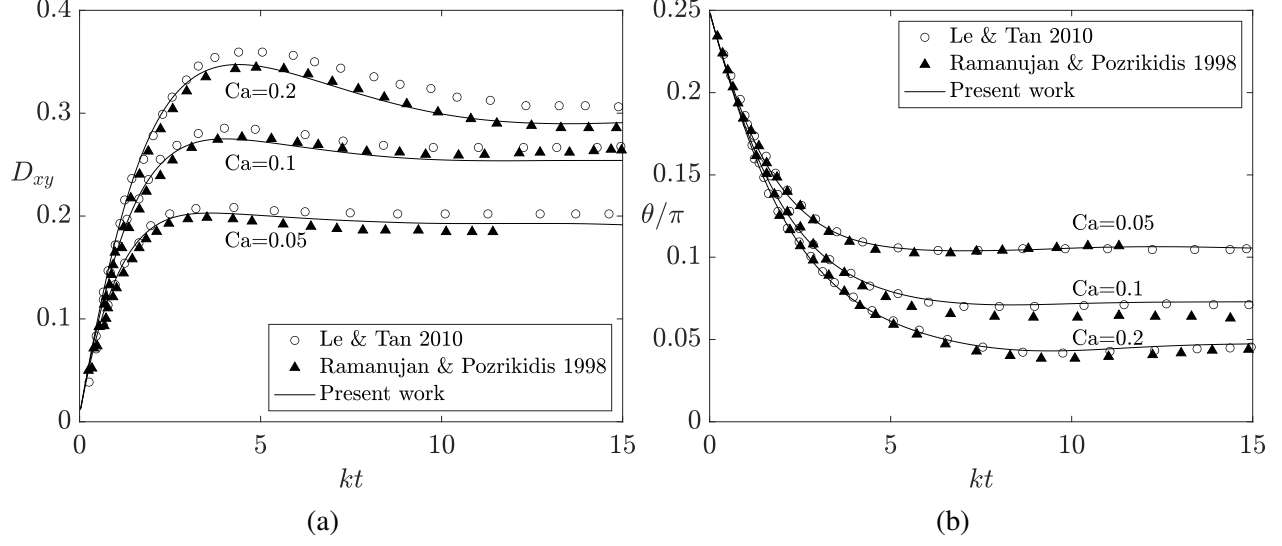 0.4
0.3
0.2
0.1
0
D_xy
Ca=0.2
Ca=0.1
Ca=0.05
Le & Tan 2010
Ramanujan & Pozrikidis 1998
Present work
0 5 10 15
kt
(a)
0.25
0.2
0.15
0.1
0.05
0
θ/π
Le & Tan 2010
Ramanujan & Pozrikidis 1998
Present work
Ca=0.05
Ca=0.1
Ca=0.2
0 5 10 15
kt
(b)